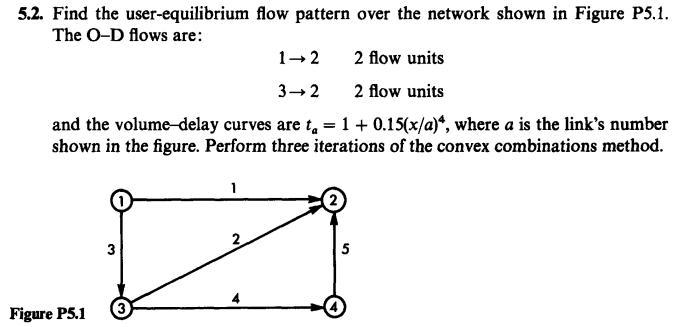 5.2. Find the user-equilibrium flow pattern over the network shown in Figure P5.1.
The O–D flows are:
1→2 2 flow units
3→2 2 flow units
and the volume–delay curves are tₐ = 1 + 0.15(x/a)⁴, where a is the link's number
shown in the figure. Perform three iterations of the convex combinations method.
1
1
2
3
2
5
4
Figure P5.1
3
4